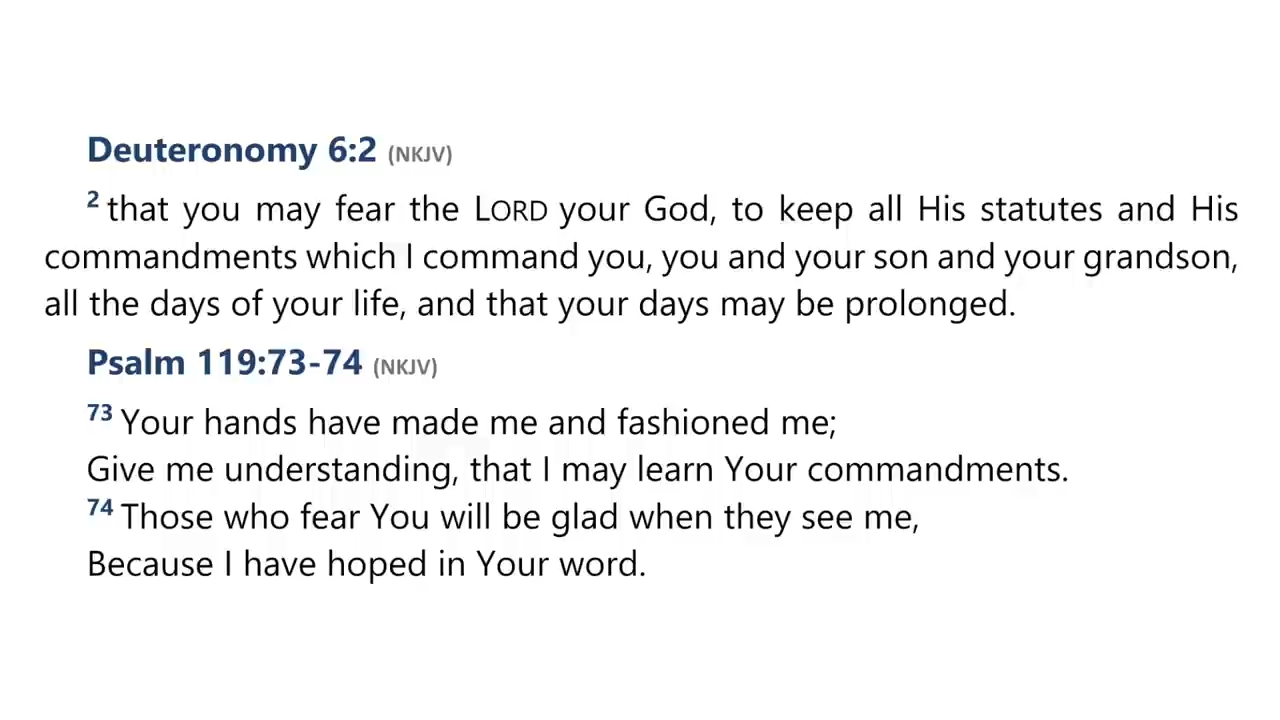 Deuteronomy 6:2 (NKJV)
2 that you may fear the LORD your God, to keep all His statutes and His
commandments which I command you, you and your son and your grandson,
all the days of your life, and that your days may be prolonged.
Psalm 119:73-74 (NKJV)
73 Your hands have made me and fashioned me;
Give me understanding, that I may learn Your commandments.
74 Those who fear You will be glad when they see me,
Because I have hoped in Your word.